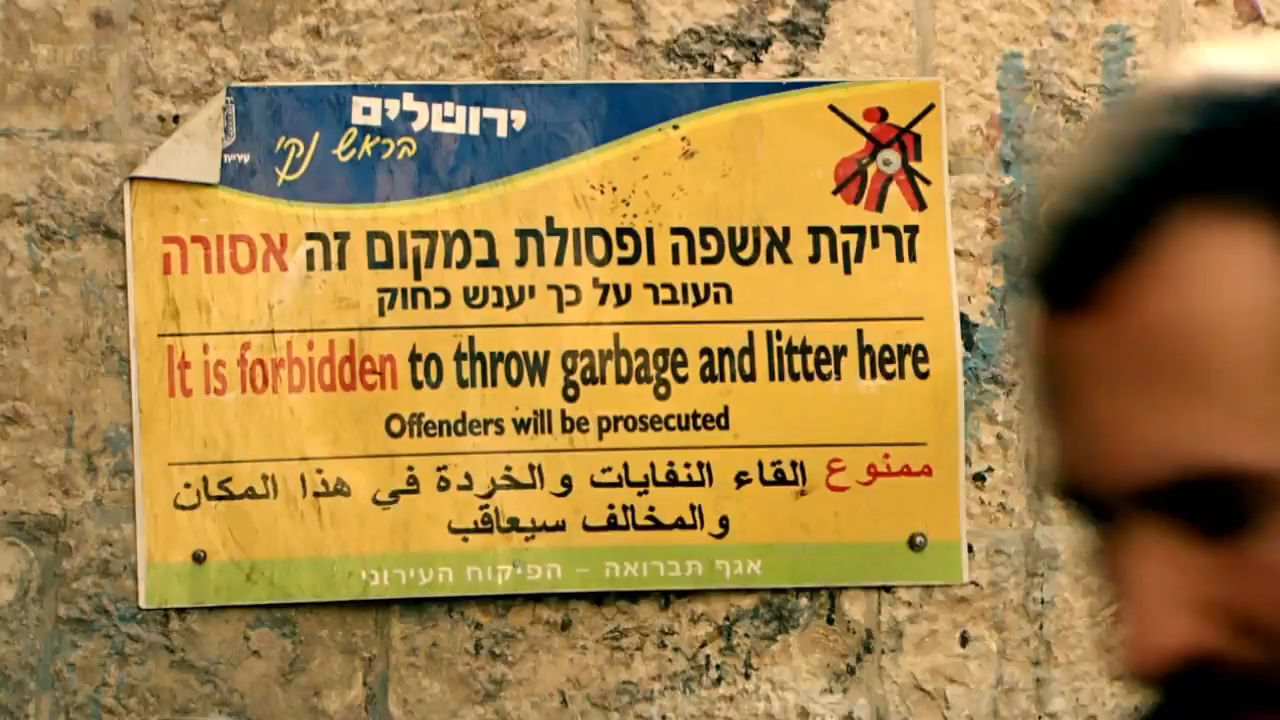 ירושלים
בראש נקי
עיריית
זריקת אשפה ופסולת במקום זה אסורה
העובר על כך יענש כחוק
It is forbidden to throw garbage and litter here
Offenders will be prosecuted
ممنوع إلقاء النفايات والخردة في هذا المكان
والمخالف سيعاقب
אגף תברואה - הפיקוח העירוני